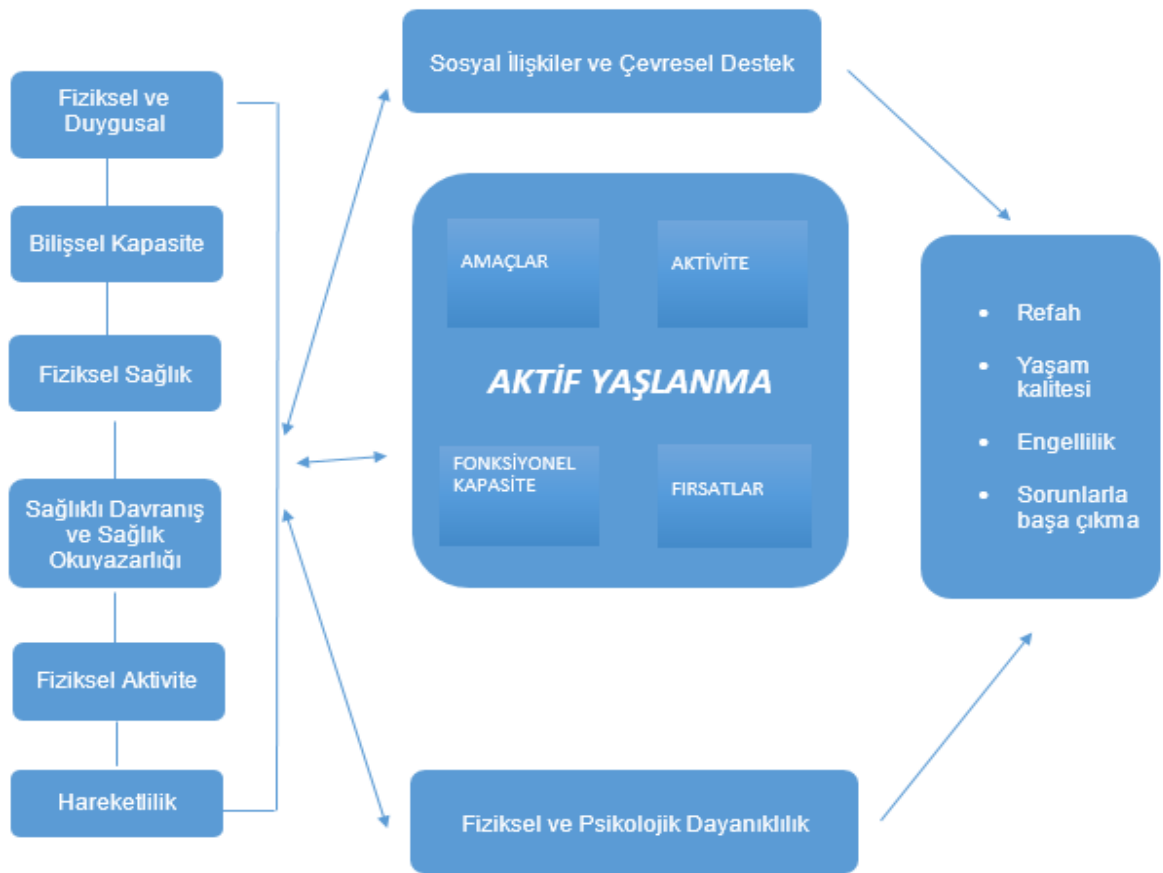 Sosyal İlişkiler ve Çevresel Destek
Fiziksel ve
Duygusal
Bilişsel Kapasite
Fiziksel Sağlık
Sağlıklı Davranış
ve Sağlık
Okuyazarlığı
Fiziksel Aktivite
Hareketlilik
AMAÇLAR
AKTİVİTE
AKTİF YAŞLANMA
FONKSİYONEL
KAPASİTE
FIRSATLAR
Fiziksel ve Psikolojik Dayanıklılık
• Refah
• Yaşam
kalitesi
• Engellilik
• Sorunlarla
başa çıkma